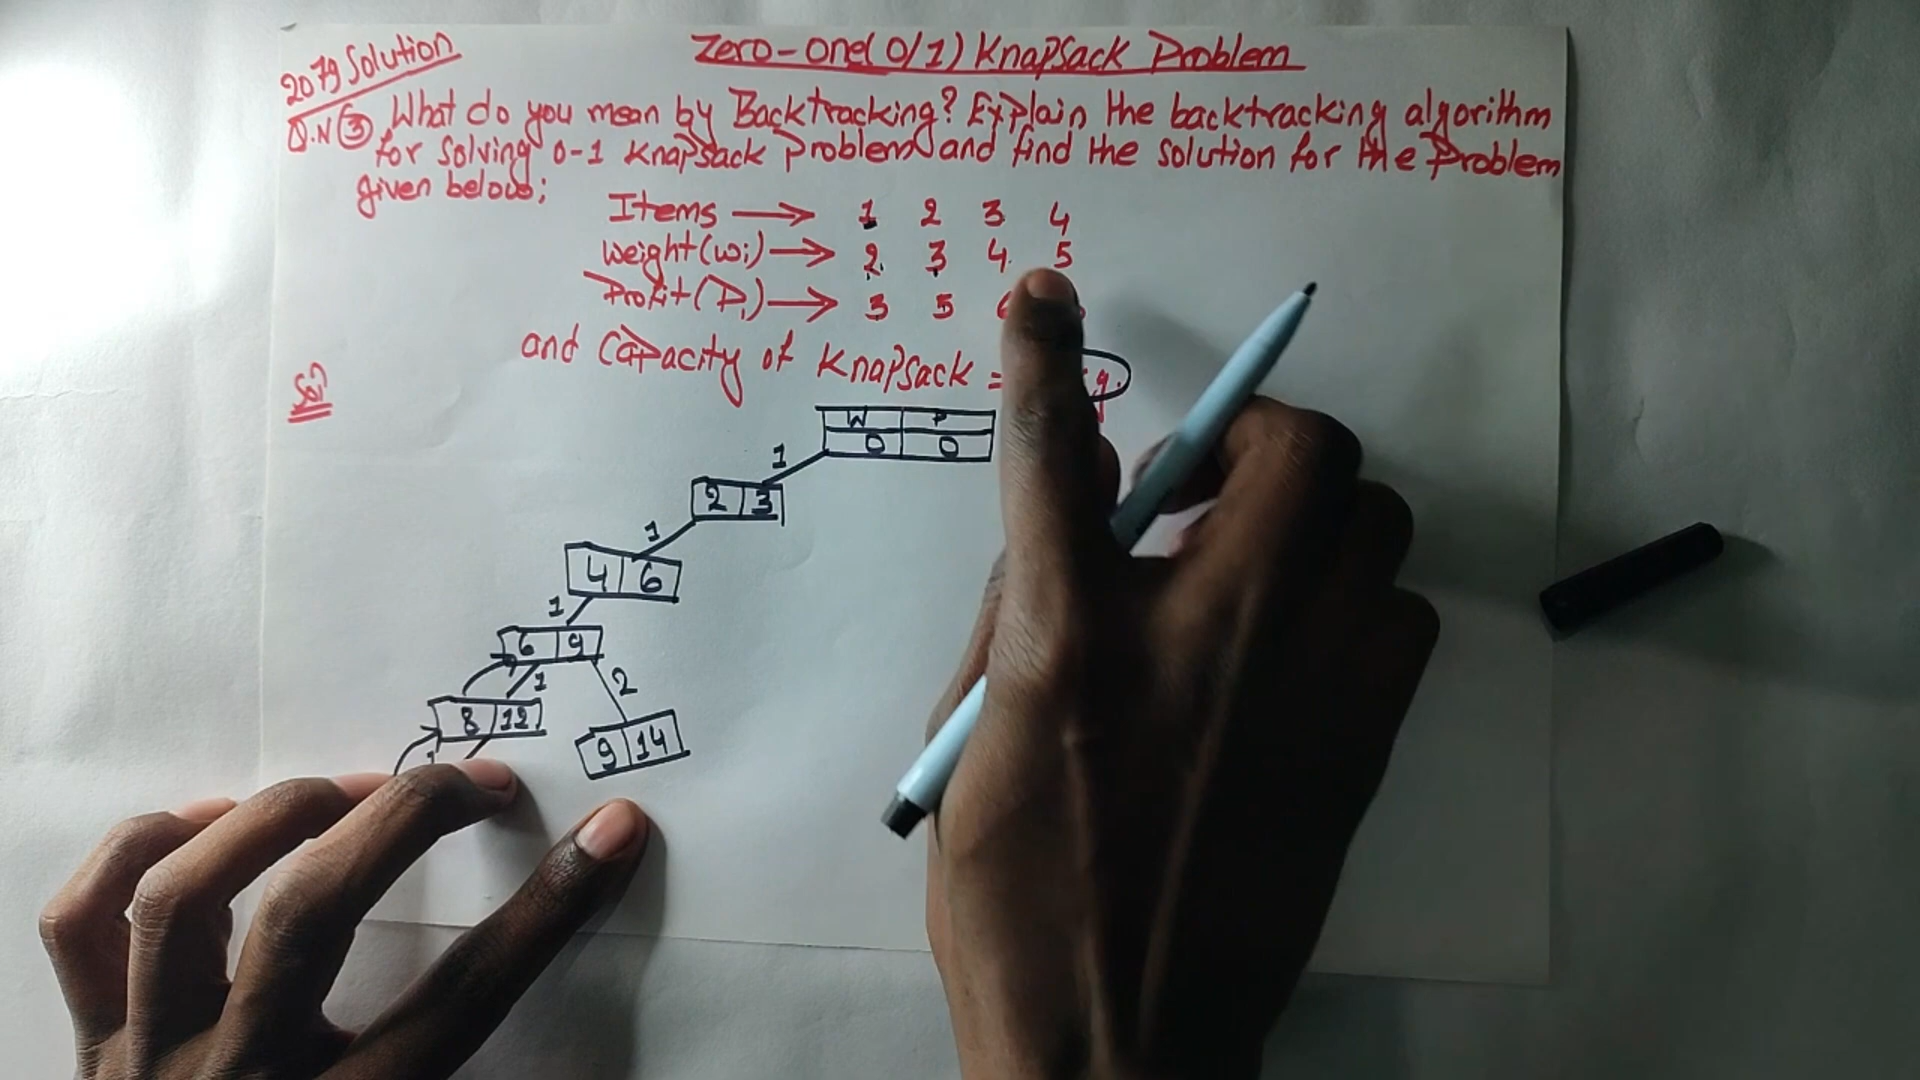 2079 Solution
Zero-one(0/1) Knapsack Problem
Q.N ③ What do you mean by Backtracking? Explain the backtracking algorithm
for solving 0-1 Knapsack Problem and find the solution for the Problem
given below;
Items → 1 2 3 4
Weight(wi) → 2 3 4 5
Profit(Pi) → 3 5
and Capacity of Knapsack =
Sol
W P
0 0
1
2 3
1
4 6
1
6 9
1 2
8 12
9 14
1